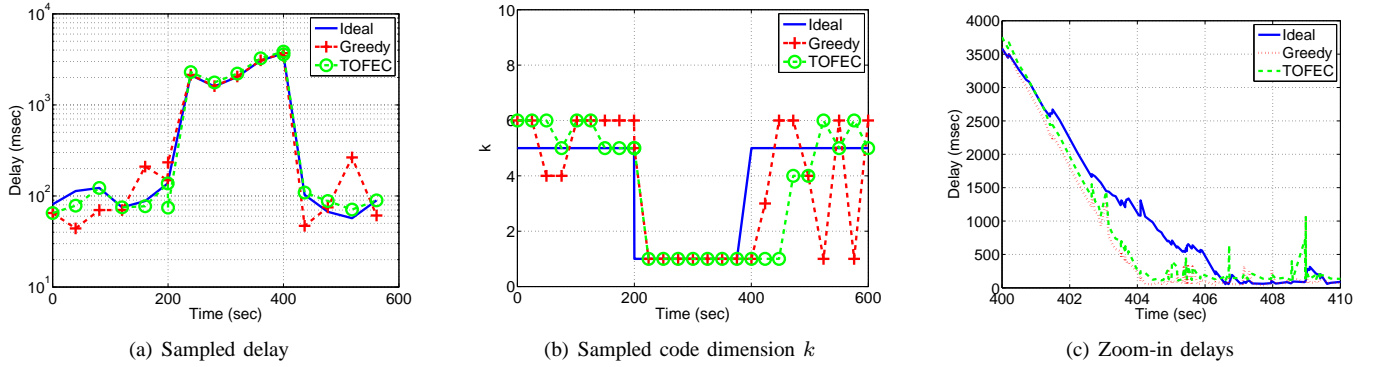 10^4
10^3
10^2
10^1
Delay (msec)
0 200 400 600
Time (sec)
Ideal
Greedy
TOFEC
(a) Sampled delay
10
8
6
4
2
0
k
0 200 400 600
Time (sec)
Ideal
Greedy
TOFEC
(b) Sampled code dimension k
4000
3500
3000
2500
2000
1500
1000
500
0
Delay (msec)
400 402 404 406 408 410
Time (sec)
Ideal
Greedy
TOFEC
(c) Zoom-in delays